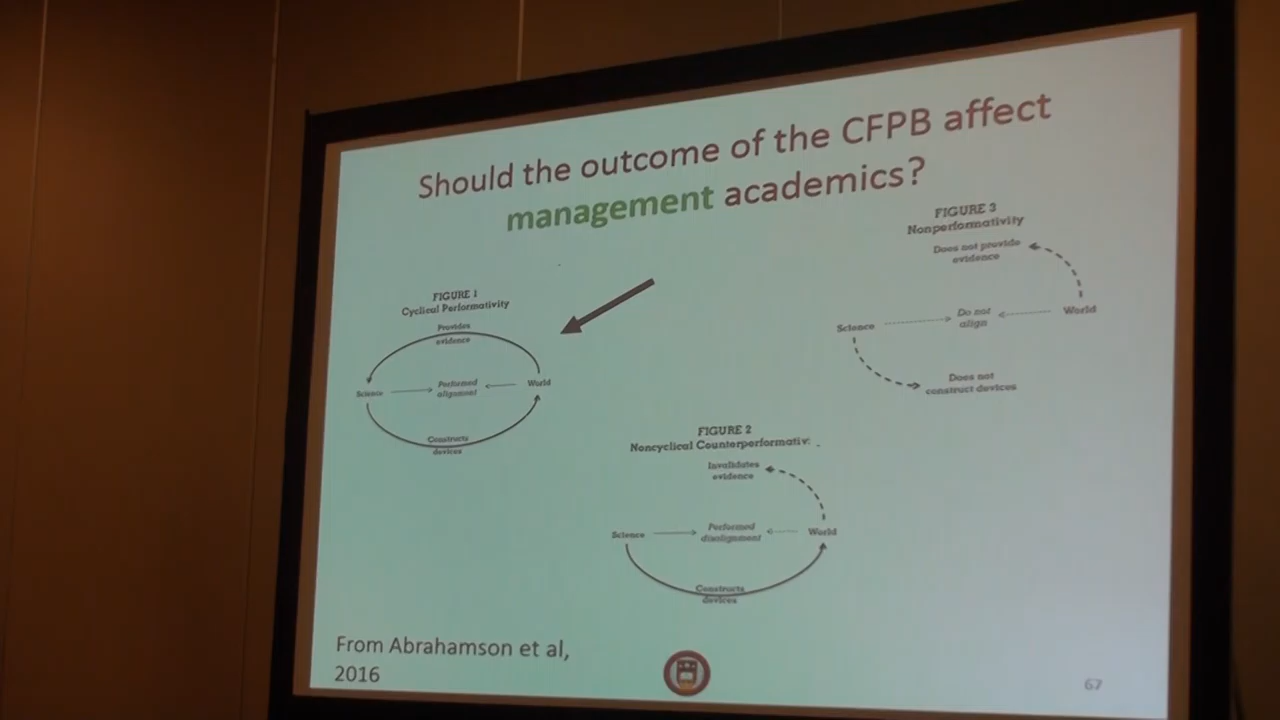 Should the outcome of the CFPB affect
management academics?
FIGURE 3
Nonperformativity
Does not provide
evidence
Science
Do not
align
World
Does not
construct devices
FIGURE 1
Cyclical Performativity
Provides
evidence
Science
Performed
alignment
World
Constructs
devices
FIGURE 2
Noncyclical Counterperformativi
Invalidates
evidence
Science
Performed
disalignment
World
Constructs
devices
From Abrahamson et al,
2016
67